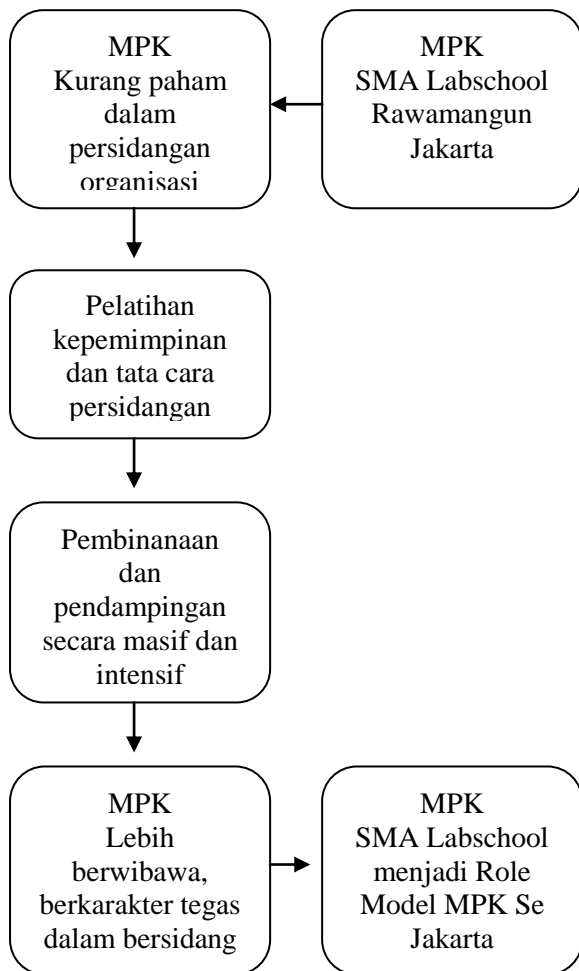 MPK
Kurang paham
dalam
persidangan
organisasi
MPK
SMA Labschool
Rawamangun
Jakarta
Pelatihan
kepemimpinan
dan tata cara
persidangan
Pembinanaan
dan
pendampingan
secara masif dan
intensif
MPK
Lebih
berwibawa,
berkarakter tegas
dalam bersidang
MPK
SMA Labschool
menjadi Role
Model MPK Se
Jakarta